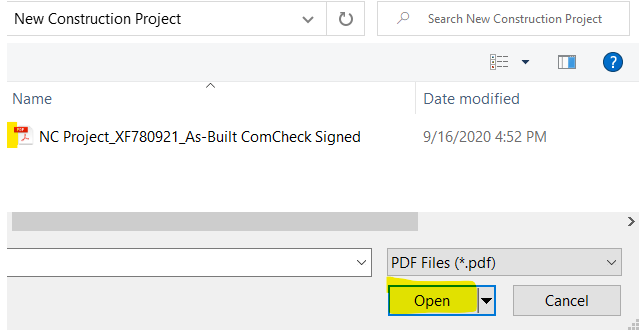 New Construction Project
Search New Construction Project
?
Name
Date modified
PDF
NC Project_XF780921_As-Built ComCheck Signed
9/16/2020 4:52 PM
PDF Files (*.pdf)
Open
Cancel